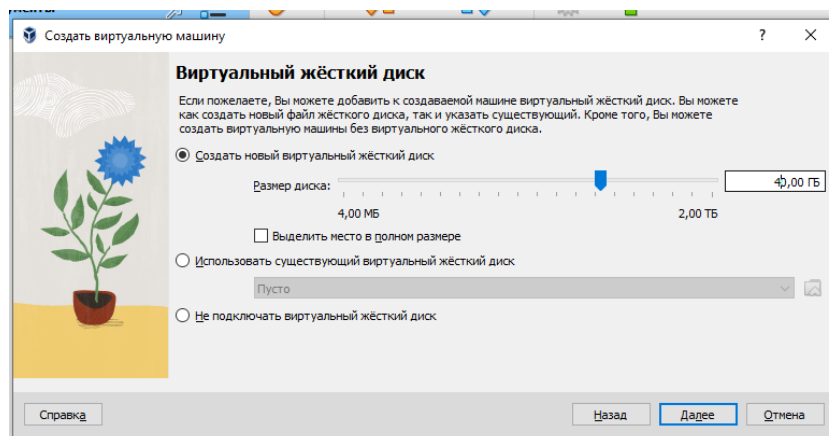 Создать виртуальную машину
Виртуальный жёсткий диск
Если пожелаете, Вы можете добавить к создаваемой машине виртуальный жёсткий диск. Вы можете
как создать новый файл жёсткого диска, так и указать существующий. Кроме того, Вы можете
создать виртуальную машины без виртуального жёсткого диска.
Создать новый виртуальный жёсткий диск
Размер диска:
40,00 ГБ
4,00 МБ
2,00 ТБ
Выделить место в полном размере
Использовать существующий виртуальный жёсткий диск
Пусто
Не подключать виртуальный жёсткий диск
Справка
Назад
Далее
Отмена